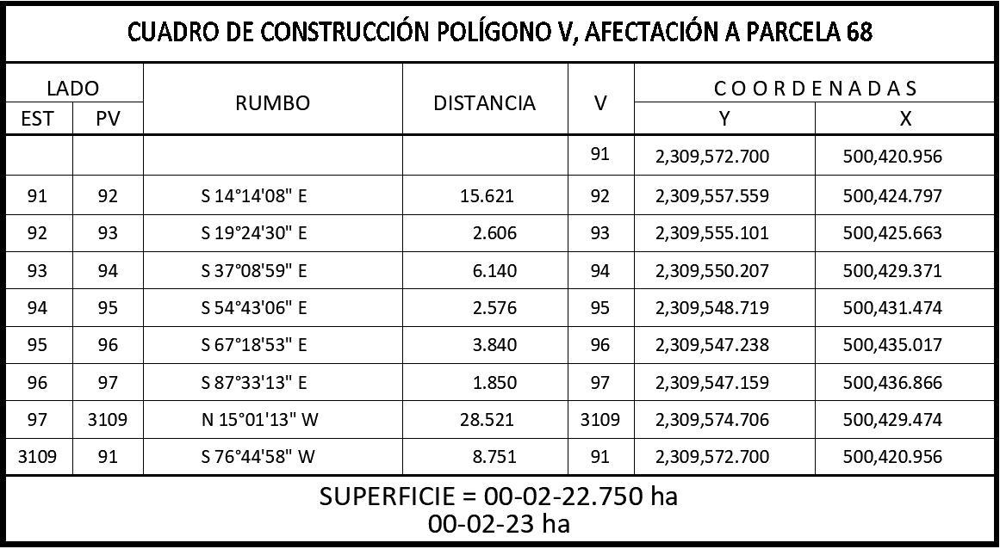 CUADRO DE CONSTRUCCIÓN POLÍGONO V, AFECTACIÓN A PARCELA 68
LADO RUMBO DISTANCIA V COORDENADAS
EST PV Y X
91 2,309,572.700 500,420.956
91 92 S 14°14'08" E 15.621 92 2,309,557.559 500,424.797
92 93 S 19°24'30" E 2.606 93 2,309,555.101 500,425.663
93 94 S 37°08'59" E 6.140 94 2,309,550.207 500,429.371
94 95 S 54°43'06" E 2.576 95 2,309,548.719 500,431.474
95 96 S 67°18'53" E 3.840 96 2,309,547.238 500,435.017
96 97 S 87°33'13" E 1.850 97 2,309,547.159 500,436.866
97 3109 N 15°01'13" W 28.521 3109 2,309,574.706 500,429.474
3109 91 S 76°44'58" W 8.751 91 2,309,572.700 500,420.956
SUPERFICIE = 00-02-22.750 ha
00-02-23 ha